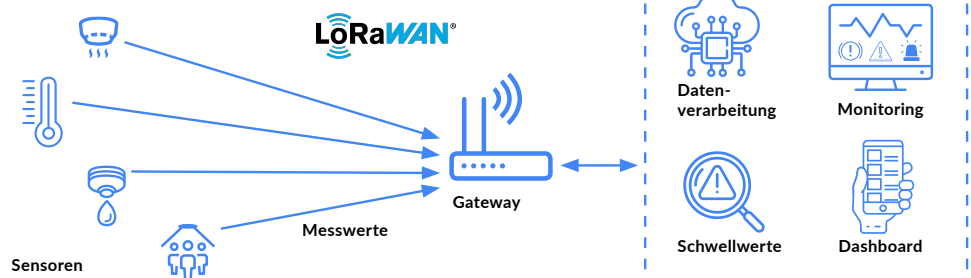 LoRaWAN®
Daten-
verarbeitung
Monitoring
Gateway
Messwerte
Sensoren
Schwellwerte
Dashboard